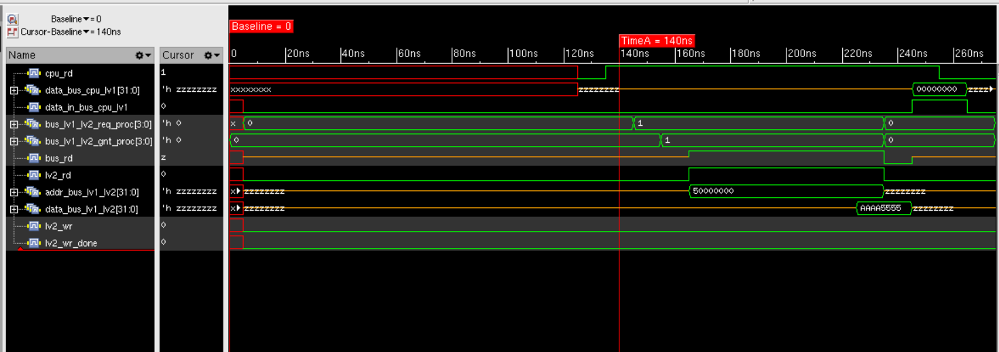 Baseline▼= 0
Cursor-Baseline▼= 140ns
Baseline = 0
TimeA = 140ns
Name Cursor 0 20ns 40ns 60ns 80ns 100ns 120ns 140ns 160ns 180ns 200ns 220ns 240ns 260ns
cpu_rd 1
data_bus_cpu_lv1[31:0] 'h zzzzzzzz xxxxxxxx zzzzzzzz 00000000 zzzz
data_in_bus_cpu_lv1 0
bus_lv1_lv2_req_proc[3:0] 'h 0 x 0 1 0
bus_lv1_lv2_gnt_proc[3:0] 'h 0 0 1 0
bus_rd z
lv2_rd 0
addr_bus_lv1_lv2[31:0] 'h zzzzzzzz x zzzzzzzz 50000000 zzzzzzzz
data_bus_lv1_lv2[31:0] 'h zzzzzzzz x zzzzzzzz AAAA5555 zzzzzzzz
lv2_wr 0
lv2_wr_done 0